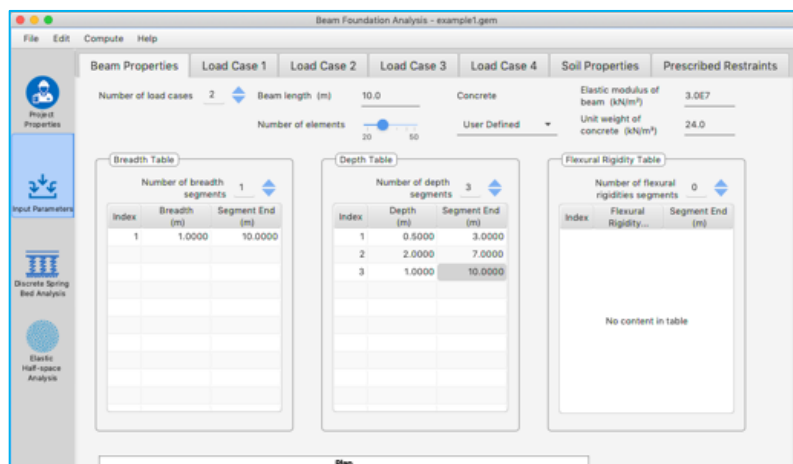 Beam Foundation Analysis - example1.gem
File Edit Compute Help
Beam Properties Load Case 1 Load Case 2 Load Case 3 Load Case 4 Soil Properties Prescribed Restraints
Project
Properties
Input Parameters
Discrete Spring
Bed Analysis
Elastic
Half-space
Analysis
Number of load cases 2 Beam length (m) 10.0 Concrete Elastic modulus of
beam (kN/m²) 3.0E7
Number of elements 20 50 User Defined Unit weight of
concrete (kN/m³) 24.0
Breadth Table
Number of breadth
segments 1
Index Breadth
(m) Segment End
(m)
1 1.0000 10.0000
Depth Table
Number of depth
segments 3
Index Depth
(m) Segment End
(m)
1 0.5000 3.0000
2 2.0000 7.0000
3 1.0000 10.0000
Flexural Rigidity Table
Number of flexural
rigidities segments 0
Index Flexural
Rigidity... Segment End
(m)
No content in table
Plan